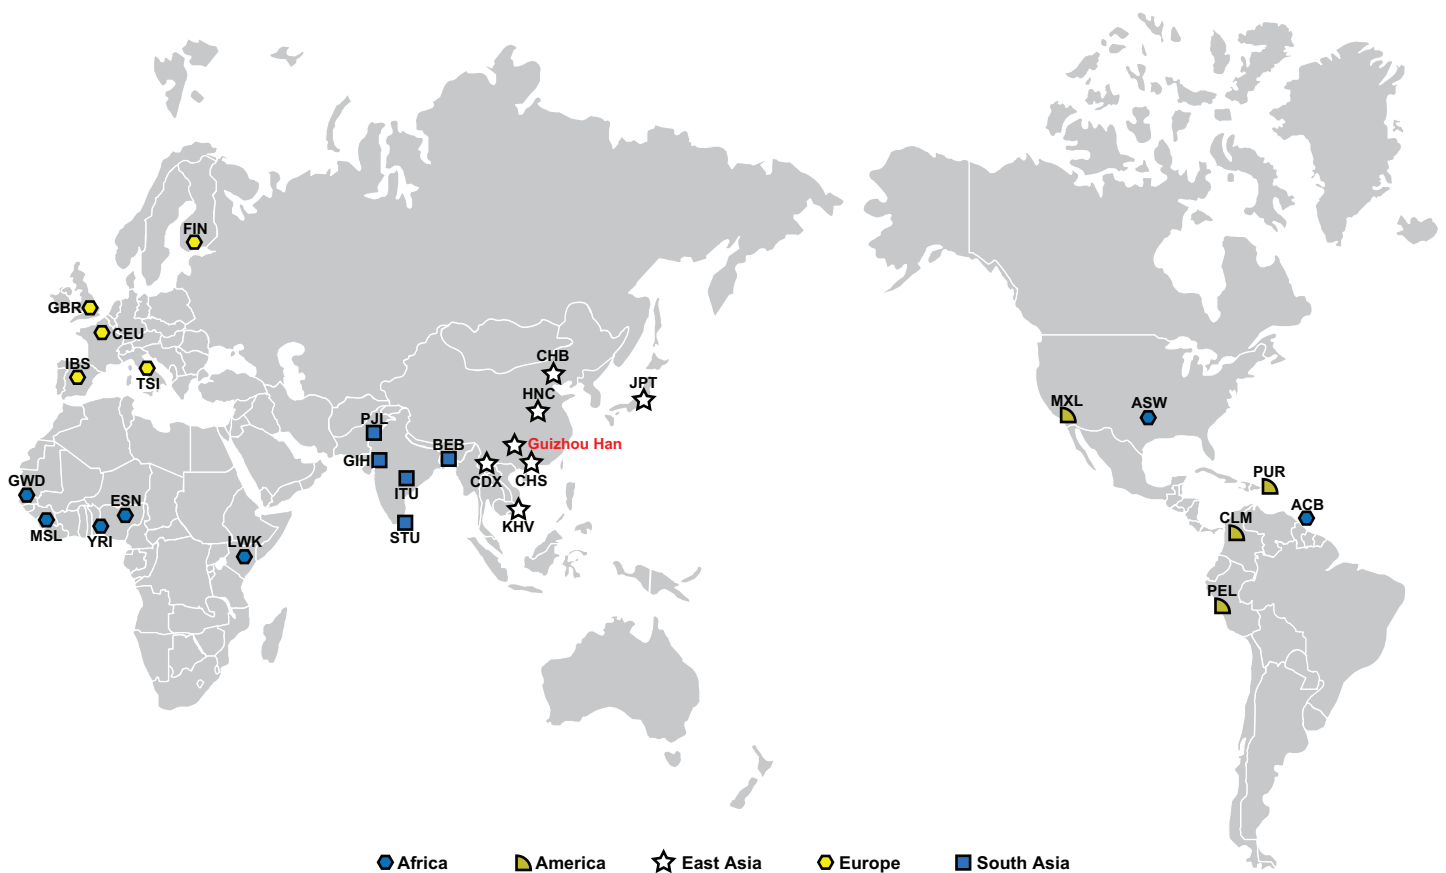 FIN
GBR
CEU
IBS
TSI
CHB
HNC
JPT
PJL
BEB
Guizhou Han
GIH
CDX
CHS
ITU
KHV
STU
GWD
ESN
MSL
YRI
LWK
MXL
ASW
PUR
ACB
CLM
PEL
Africa
America
East Asia
Europe
South Asia